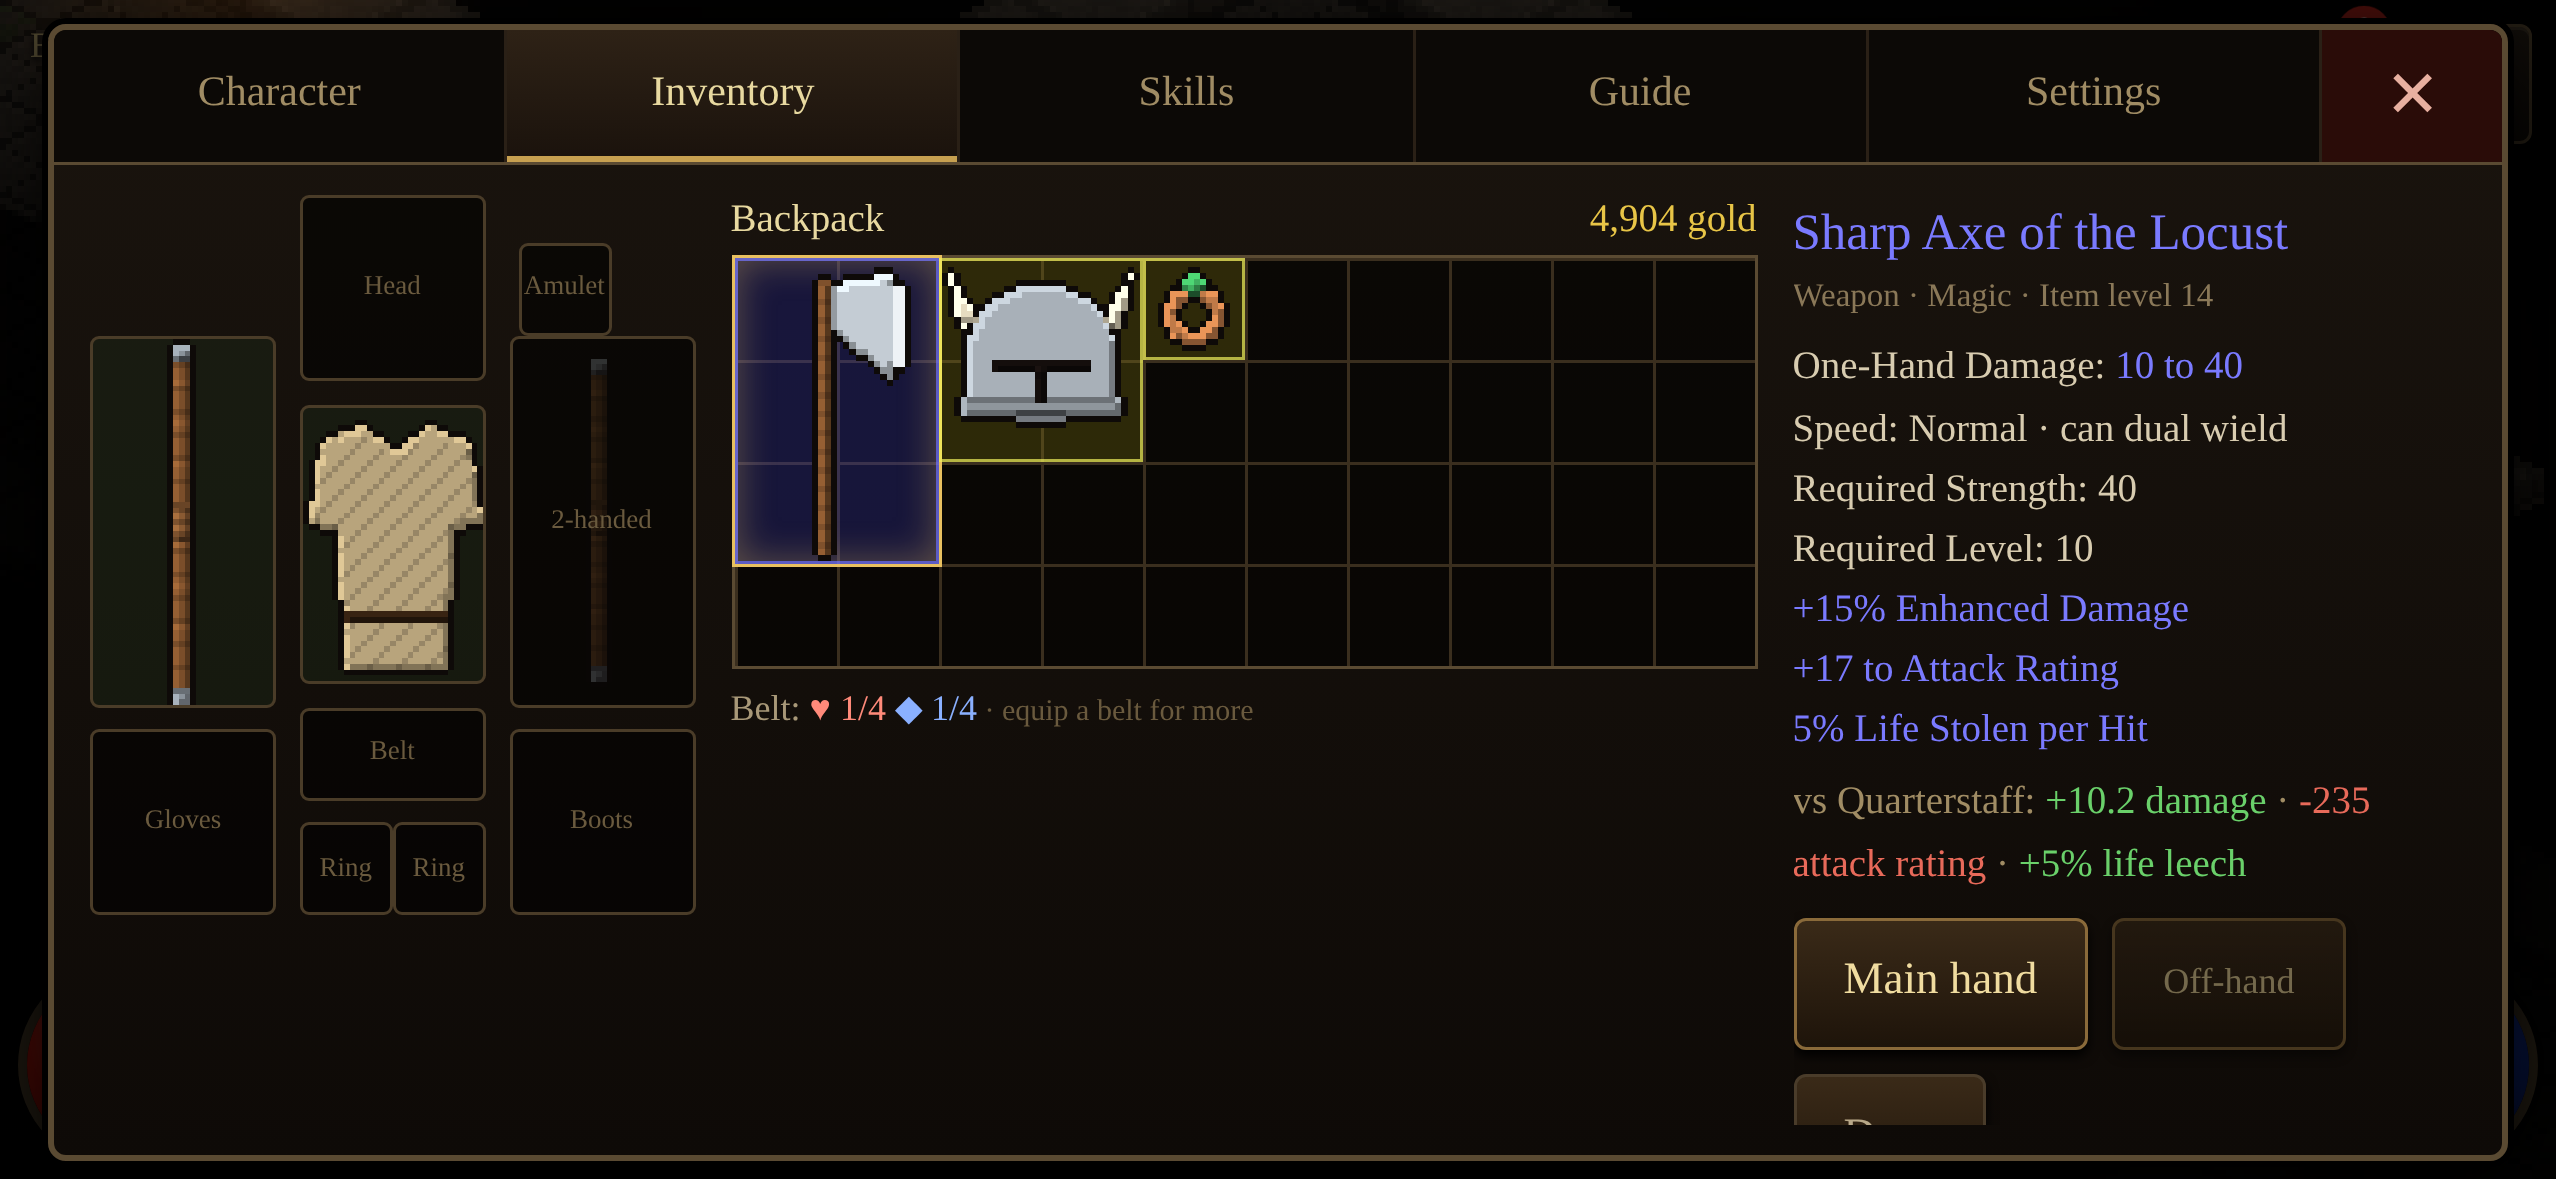 Character
Inventory
Skills
Guide
Settings
✕
Head
Amulet
2-handed
Belt
Gloves
Ring
Ring
Boots
Backpack
4,904 gold
Belt: ♥ 1/4 ◆ 1/4 · equip a belt for more
Sharp Axe of the Locust
Weapon · Magic · Item level 14
One-Hand Damage: 10 to 40
Speed: Normal · can dual wield
Required Strength: 40
Required Level: 10
+15% Enhanced Damage
+17 to Attack Rating
5% Life Stolen per Hit
vs Quarterstaff: +10.2 damage · -235
attack rating · +5% life leech
Main hand
Off-hand